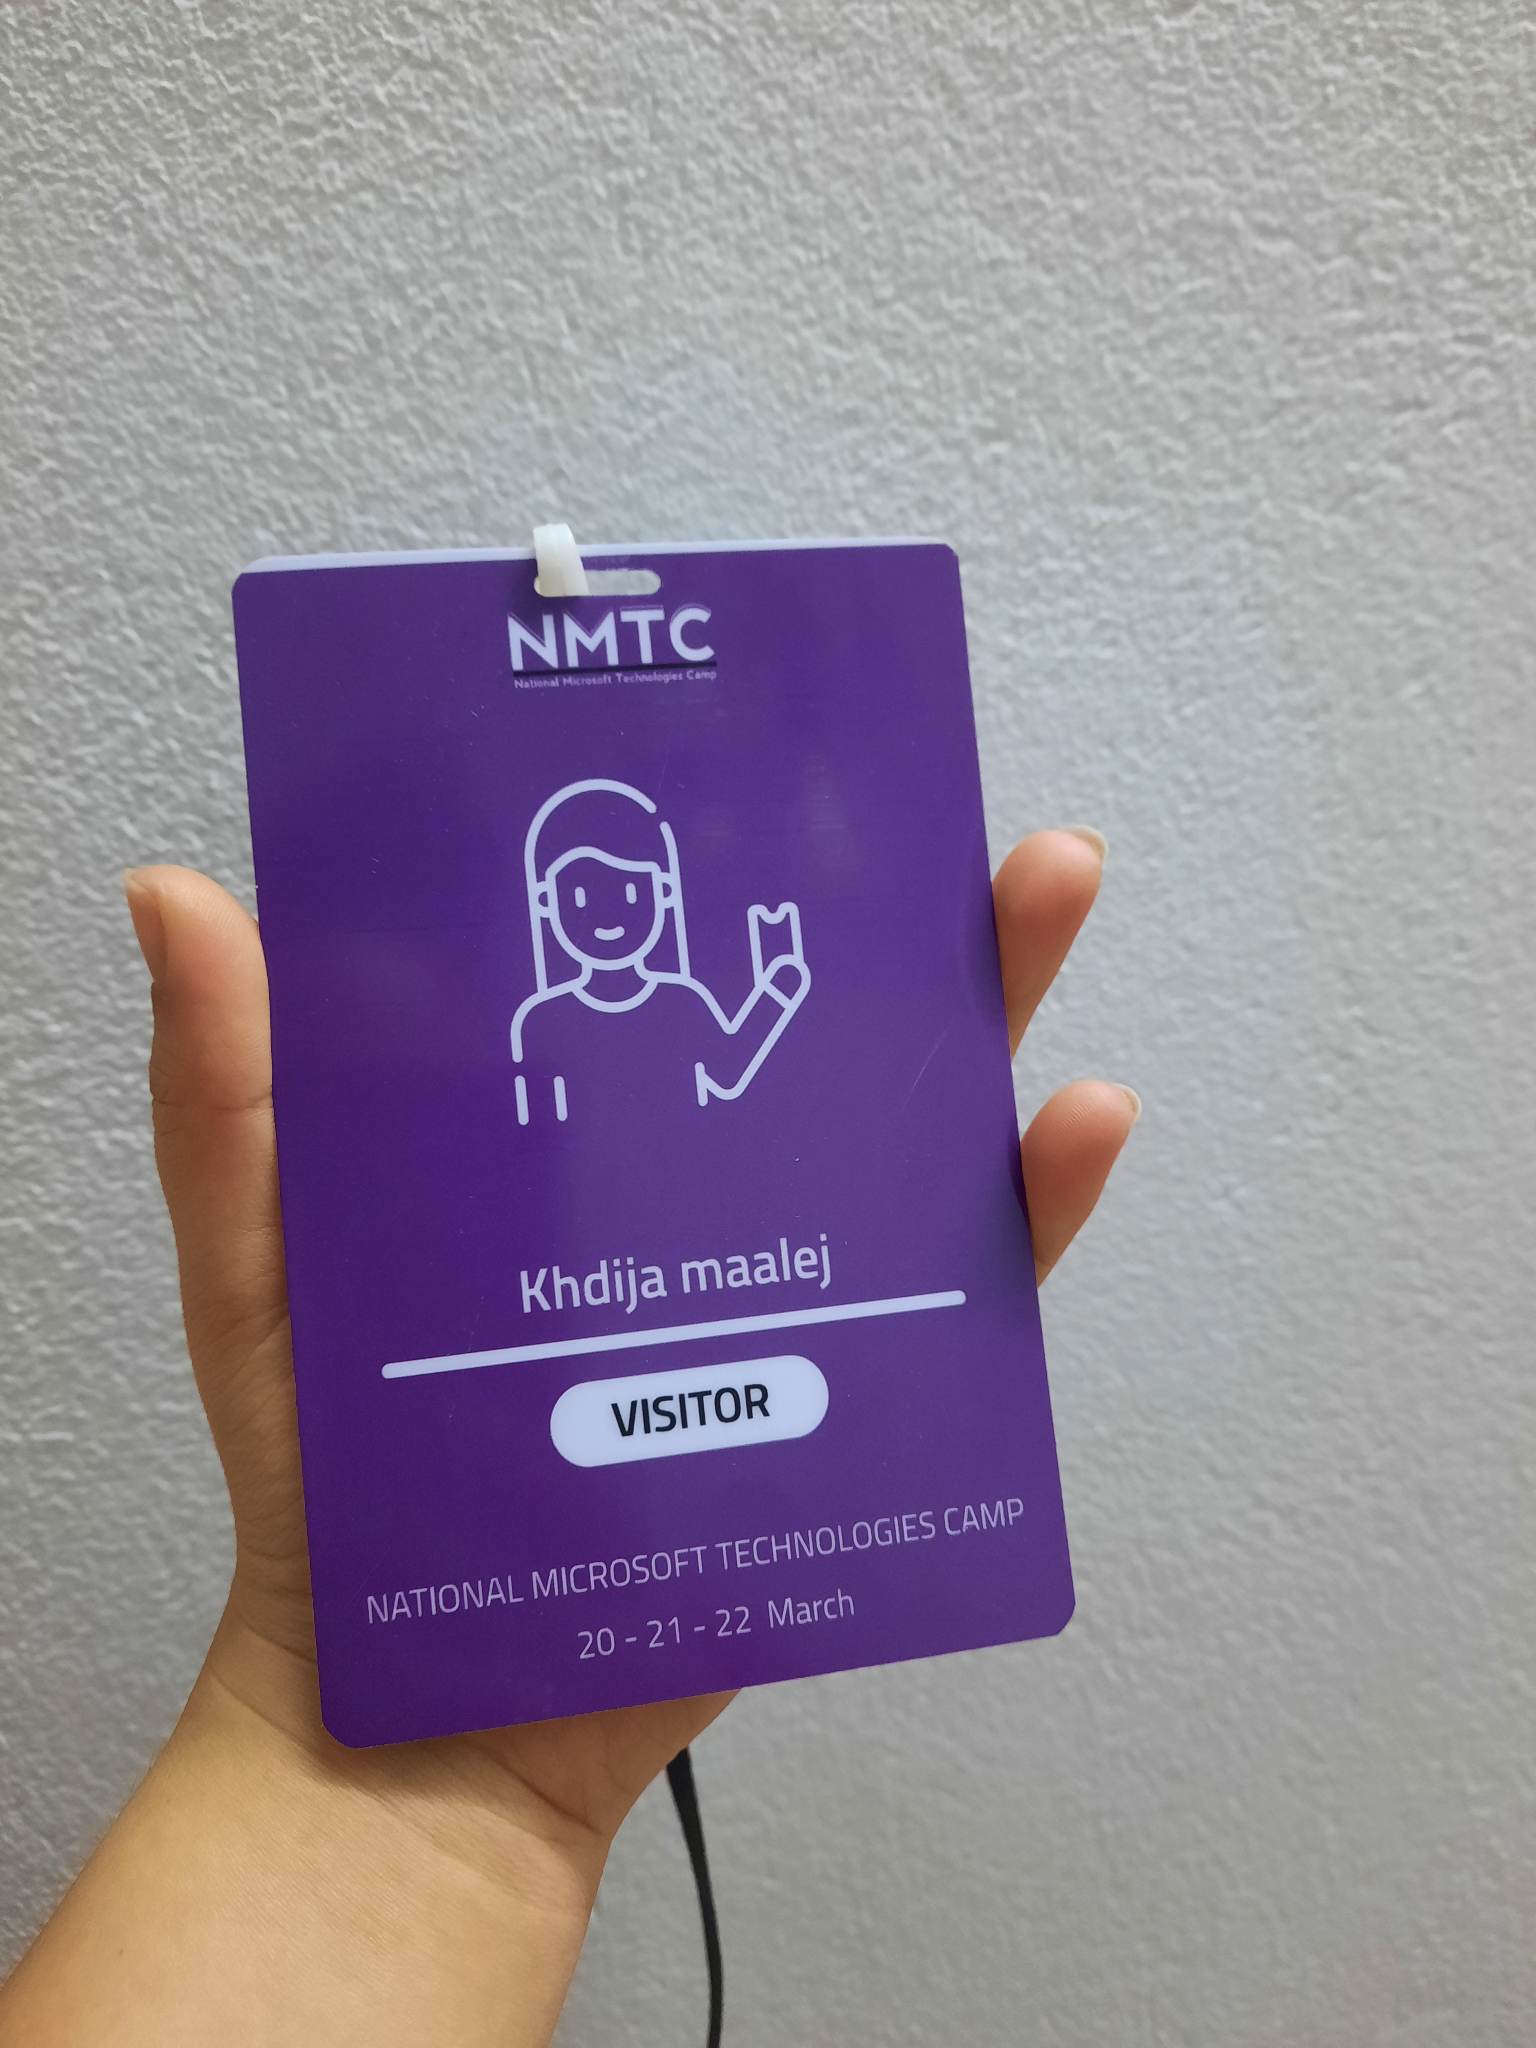 NMTC
National Microsoft Technologies Camp
Khdija maalej
VISITOR
NATIONAL MICROSOFT TECHNOLOGIES CAMP
20 - 21 - 22 March